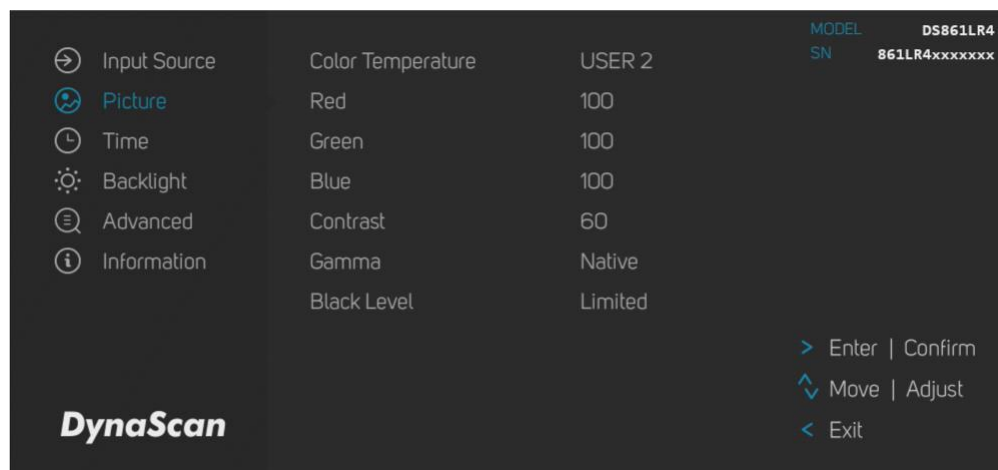 MODEL DS861LR4
SN 861LR4xxxxxxx
Input Source
Picture
Time
Backlight
Advanced
Information
Color Temperature USER 2
Red 100
Green 100
Blue 100
Contrast 60
Gamma Native
Black Level Limited
> Enter | Confirm
Move | Adjust
< Exit
DynaScan